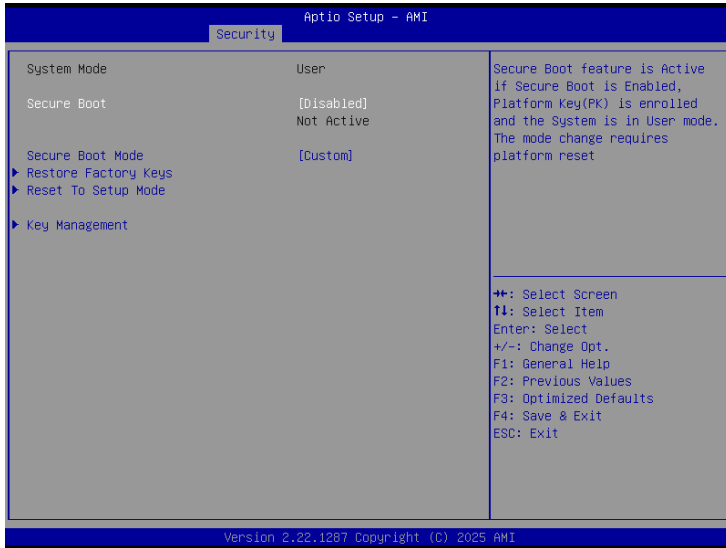 Aptio Setup – AMI
Security
System Mode User
Secure Boot [Disabled]
Not Active
Secure Boot Mode [Custom]
Restore Factory Keys
Reset To Setup Mode
Key Management
Secure Boot feature is Active
if Secure Boot is Enabled,
Platform Key(PK) is enrolled
and the System is in User mode.
The mode change requires
platform reset
→←: Select Screen
↑↓: Select Item
Enter: Select
+/-: Change Opt.
F1: General Help
F2: Previous Values
F3: Optimized Defaults
F4: Save & Exit
ESC: Exit
Version 2.22.1287 Copyright (C) 2025 AMI